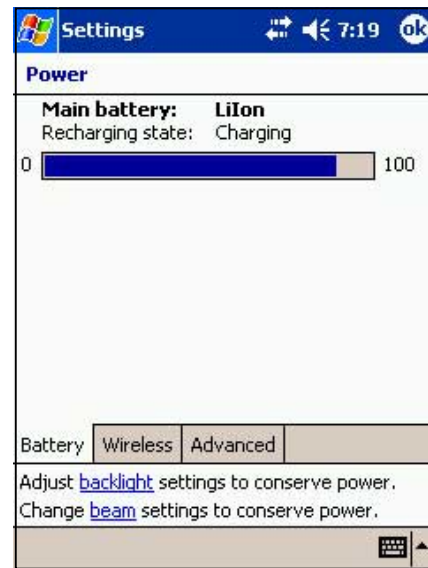 Settings 7:19 ok
Power
Main battery: LiIon
Recharging state: Charging
0 100
Battery Wireless Advanced
Adjust backlight settings to conserve power.
Change beam settings to conserve power.